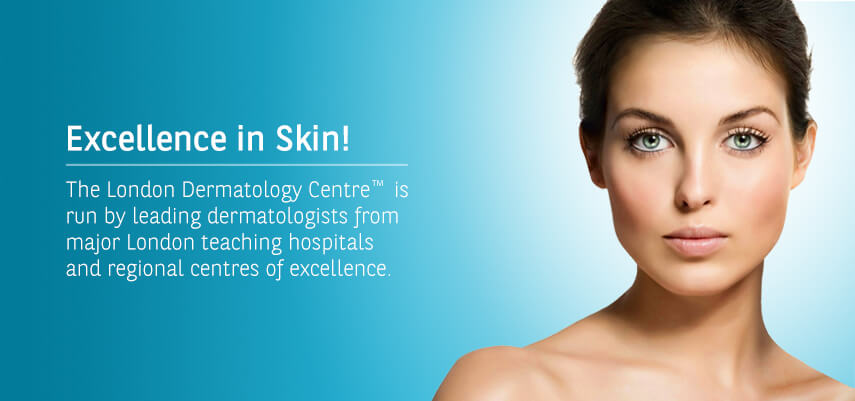 Excellence in Skin!
The London Dermatology Centre™ is
run by leading dermatologists from
major London teaching hospitals
and regional centres of excellence.